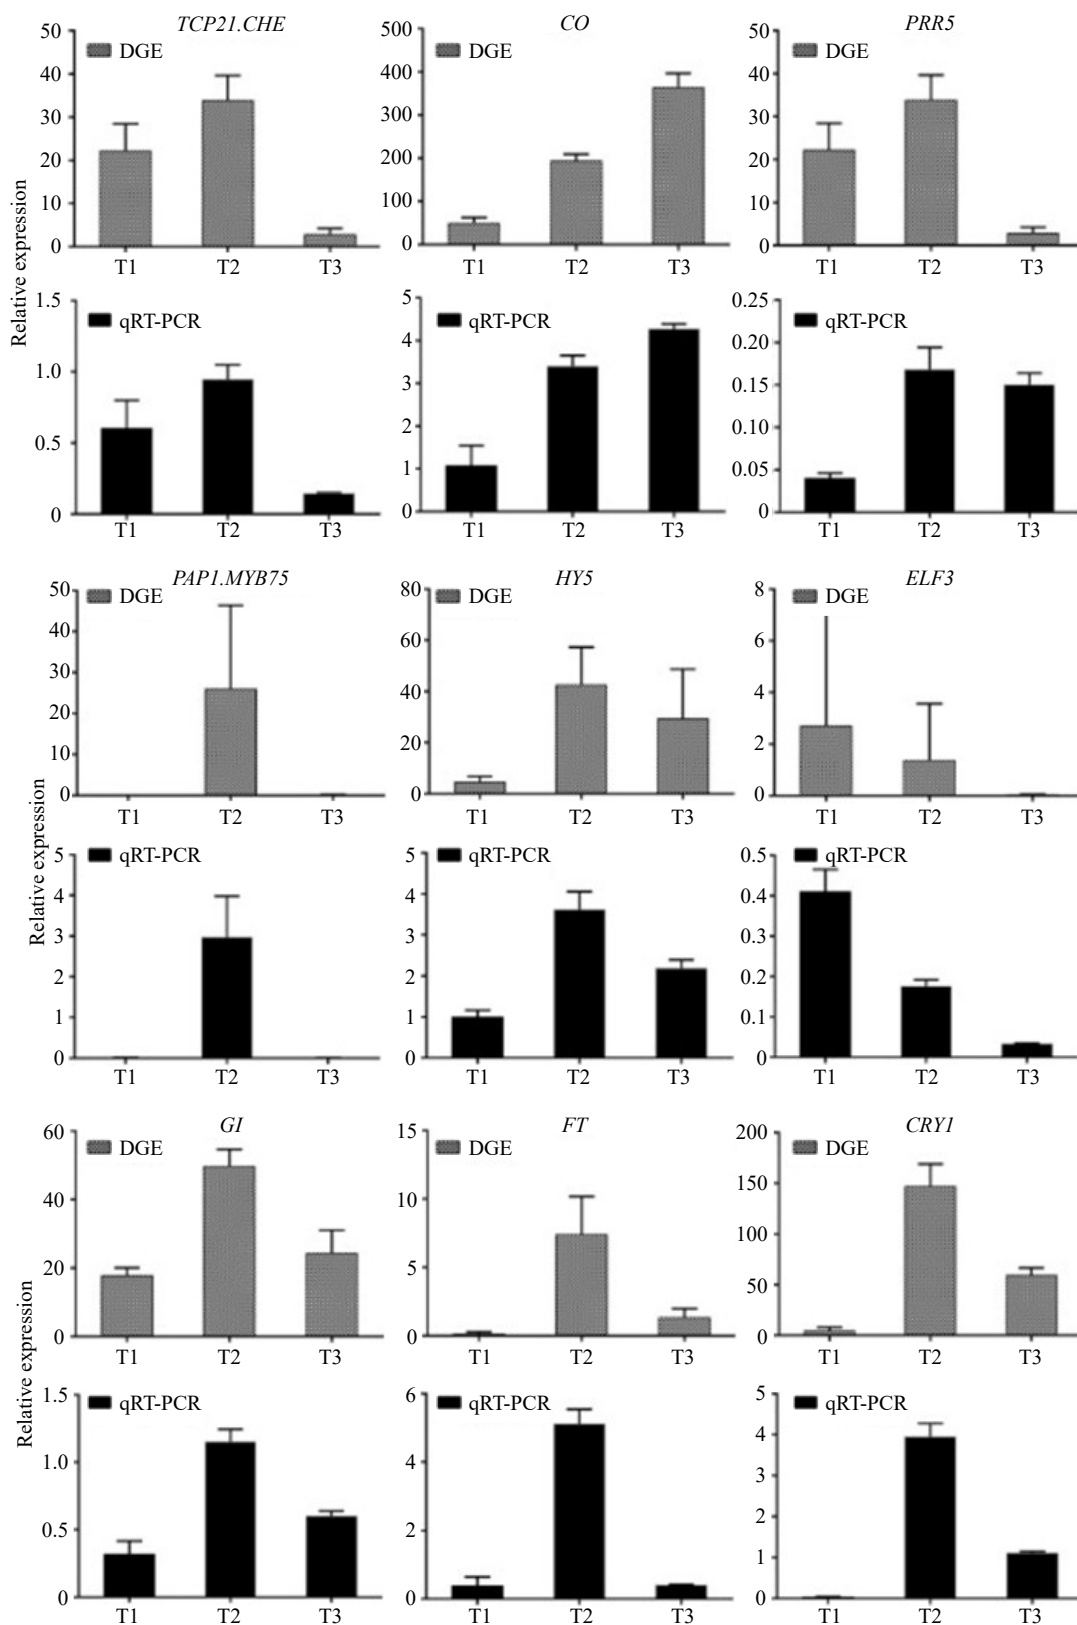 TCP21.CHE CO PRR5
50 DGE 500 DGE 50 DGE
40 400 40
30 300 30
20 200 20
10 100 10
0 0 0
T1 T2 T3 T1 T2 T3 T1 T2 T3
Relative expression
1.5 qRT-PCR 5 qRT-PCR 0.25 qRT-PCR
1.0 4 0.20
0.5 3 0.15
0 2 0.10
1 0.05
0 0
T1 T2 T3 T1 T2 T3 T1 T2 T3
PAP1.MYB75 HY5 ELF3
50 DGE 80 DGE 8 DGE
40 60 6
30 40 4
20 20 2
10 0 0
0
T1 T2 T3 T1 T2 T3 T1 T2 T3
Relative expression
5 qRT-PCR 5 qRT-PCR 0.5 qRT-PCR
4 4 0.4
3 3 0.3
2 2 0.2
1 1 0.1
0 0 0
T1 T2 T3 T1 T2 T3 T1 T2 T3
GI FT CRY1
60 DGE 15 DGE 200 DGE
40 10 150
20 5 100
0 0 50
0
T1 T2 T3 T1 T2 T3 T1 T2 T3
Relative expression
1.5 qRT-PCR 6 qRT-PCR 5 qRT-PCR
1.0 4 4
0.5 2 3
0 0 2
1
0
T1 T2 T3 T1 T2 T3 T1 T2 T3